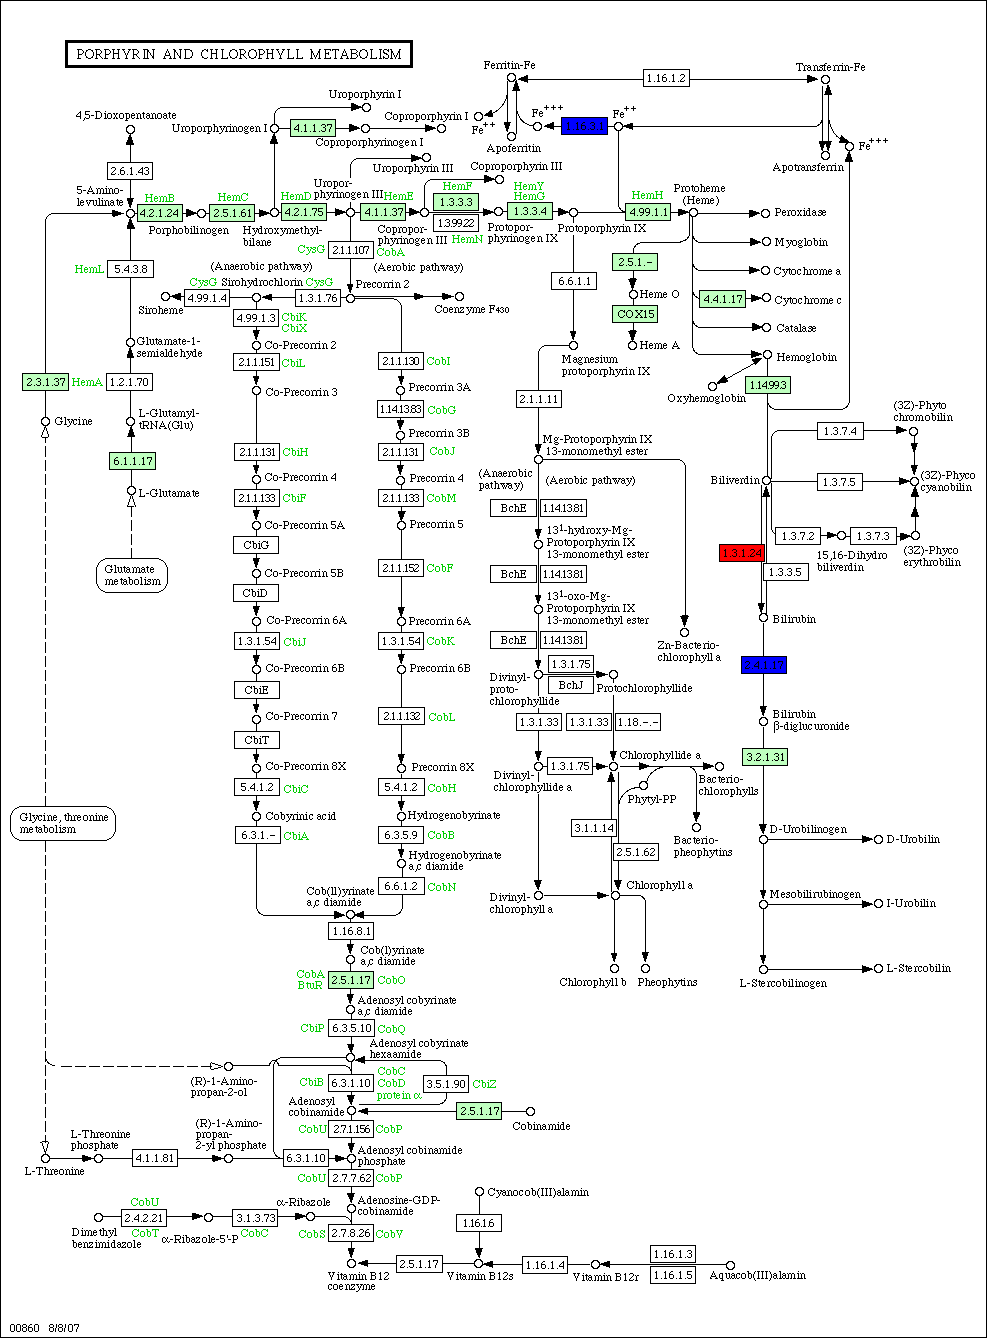 PORPHYRIN AND CHLOROPHYLL METABOLISM
Ferritin-Fe
1.16.1.2
Transferrin-Fe
Uroporphyrin I
4,5-Dioxopentanoate
Uroporphyrinogen I
4.1.1.37
Coproporphyrin I
Coproporphyrinogen I
Fe++
Fe+++
Fe++
Apoferritin
Apotransferrin
Fe+++
2.6.1.43
Uroporphyrin III
Coproporphyrin III
5-Amino-
levulinate
HemB
HemC
HemD
Uropor-
phyrinogen III
HemE
HemF
HemY
HemG
HemH
Protoheme
(Heme)
4.2.1.24
2.5.1.61
4.2.1.75
4.1.1.37
1.3.3.3
1.3.99.22
1.3.3.4
4.99.1.1
Peroxidase
Porphobilinogen
Hydroxymethyl-
bilane
Copropor-
phyrinogen III
HemN
Protopor-
phyrinogen IX
Protoporphyrin IX
CysG
2.1.1.107
CobA
Myoglobin
HemL
5.4.3.8
(Anaerobic pathway)
(Aerobic pathway)
2.5.1.-
Cytochrome a
CysG
Sirohydrochlorin
CysG
Precorrin 2
6.6.1.1
4.99.1.4
1.3.1.76
Siroheme
Coenzyme F430
Heme O
4.4.1.17
Cytochrome c
4.99.1.3
CbiK
CbiX
COX15
Catalase
Glutamate-1-
semialdehyde
Co-Precorrin 2
Heme A
Hemoglobin
2.1.1.151
CbiL
2.1.1.130
CobI
Magnesium
protoporphyrin IX
2.3.1.37
HemA
1.2.1.70
Co-Precorrin 3
Precorrin 3A
Oxyhemoglobin
1.14.99.3
1.14.13.83
CobG
2.1.1.11
Glycine
L-Glutamyl-
tRNA(Glu)
Precorrin 3B
Mg-Protoporphyrin IX
13-monomethyl ester
1.3.7.4
(3Z)-Phyto
chromobilin
6.1.1.17
2.1.1.131
CbiH
2.1.1.131
CobJ
Co-Precorrin 4
Precorrin 4
(Anaerobic
pathway)
(Aerobic pathway)
Biliverdin
1.3.7.5
(3Z)-Phyco
cyanobilin
L-Glutamate
2.1.1.133
CbiF
2.1.1.133
CobM
BchE
1.14.13.81
Co-Precorrin 5A
Precorrin 5
13¹-hydroxy-Mg-
Protoporphyrin IX
13-monomethyl ester
1.3.7.2
1.3.7.3
CbiG
1.3.1.24
15,16-Dihydro
biliverdin
(3Z)-Phyco
erythrobilin
Glutamate
metabolism
Co-Precorrin 5B
2.1.1.152
CobF
BchE
1.14.13.81
1.3.3.5
CbiD
13¹-oxo-Mg-
Protoporphyrin IX
13-monomethyl ester
Co-Precorrin 6A
Precorrin 6A
Bilirubin
1.3.1.54
CbiJ
1.3.1.54
CobK
BchE
1.14.13.81
Zn-Bacterio-
chlorophyll a
Co-Precorrin 6B
Precorrin 6B
1.3.1.75
BchJ
2.4.1.17
CbiE
Divinyl-
proto-
chlorophyllide
Protochlorophyllide
Co-Precorrin 7
2.1.1.132
CobL
1.3.1.33
1.3.1.33
1.18.-.-
Bilirubin
β-diglucuronide
CbiT
Co-Precorrin 8X
Precorrin 8X
Divinyl-
chlorophyllide a
1.3.1.75
Chlorophyllide a
3.2.1.31
5.4.1.2
CbiC
5.4.1.2
CobH
Phytyl-PP
Bacterio-
chlorophylls
Glycine, threonine
metabolism
Cobyrinic acid
Hydrogenobyrinate
3.1.1.14
D-Urobilinogen
D-Urobilin
6.3.1.-
CbiA
6.3.5.9
CobB
2.5.1.62
Bacterio-
pheophytins
Hydrogenobyrinate
a,c diamide
6.6.1.2
CobN
Cob(II)yrinate
a,c diamide
Divinyl-
chlorophyll a
Chlorophyll a
Mesobilirubinogen
I-Urobilin
1.16.8.1
Cob(I)yrinate
a,c diamide
CobA
BtuR
2.5.1.17
CobO
Chlorophyll b
Pheophytins
L-Stercobilinogen
L-Stercobilin
Adenosyl cobyrinate
a,c diamide
CbiP
6.3.5.10
CobQ
Adenosyl cobyrinate
hexaamide
(R)-1-Amino-
propan-2-ol
CbiB
6.3.1.10
CobC
CobD
protein α
3.5.1.90
CbiZ
Adenosyl
cobinamide
2.5.1.17
Cobinamide
CobU
2.7.1.156
CobP
L-Threonine
phosphate
(R)-1-Amino-
propan-
2-yl phosphate
L-Threonine
4.1.1.81
6.3.1.10
Adenosyl cobinamide
phosphate
CobU
2.7.7.62
CobP
CobU
α-Ribazole
Adenosine-GDP-
cobinamide
Cyanocob(III)alamin
2.4.2.21
3.1.3.73
1.16.1.6
Dimethyl
benzimidazole
CobT
α-Ribazole-5'-P
CobC
CobS
2.7.8.26
CobV
Vitamin B12
coenzyme
2.5.1.17
Vitamin B12s
1.16.1.4
Vitamin B12r
1.16.1.3
1.16.1.5
Aquacob(III)alamin
00860 8/8/07